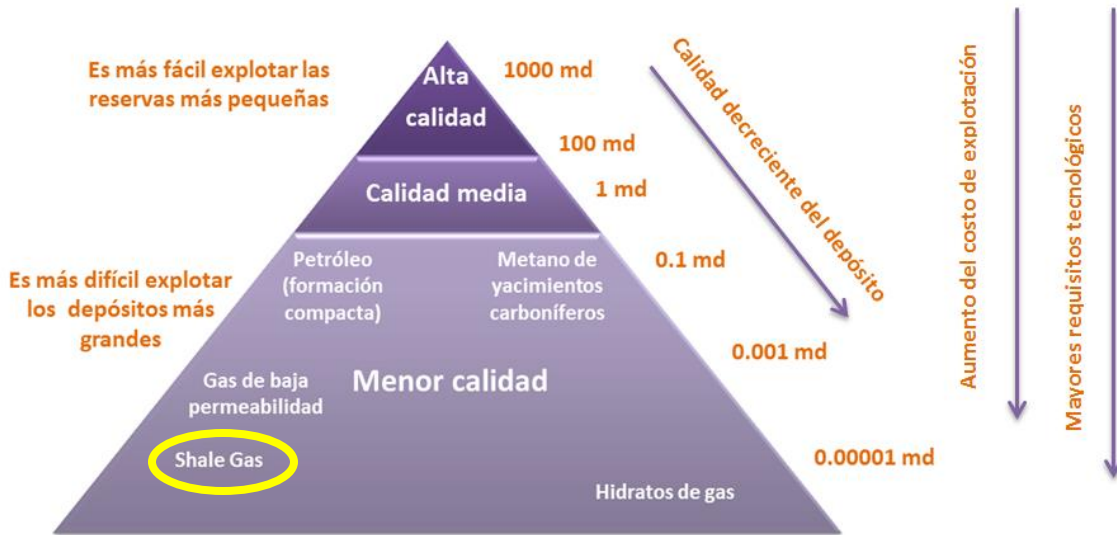 Es más fácil explotar las
reservas más pequeñas
Alta
calidad
1000 md
100 md
Calidad media
1 md
Calidad decreciente del depósito
Aumento del costo de explotación
Mayores requisitos tecnológicos
Es más difícil explotar
los depósitos más
grandes
Petróleo
(formación
compacta)
Metano de
yacimientos
carboníferos
0.1 md
0.001 md
Menor calidad
Gas de baja
permeabilidad
Shale Gas
0.00001 md
Hidratos de gas